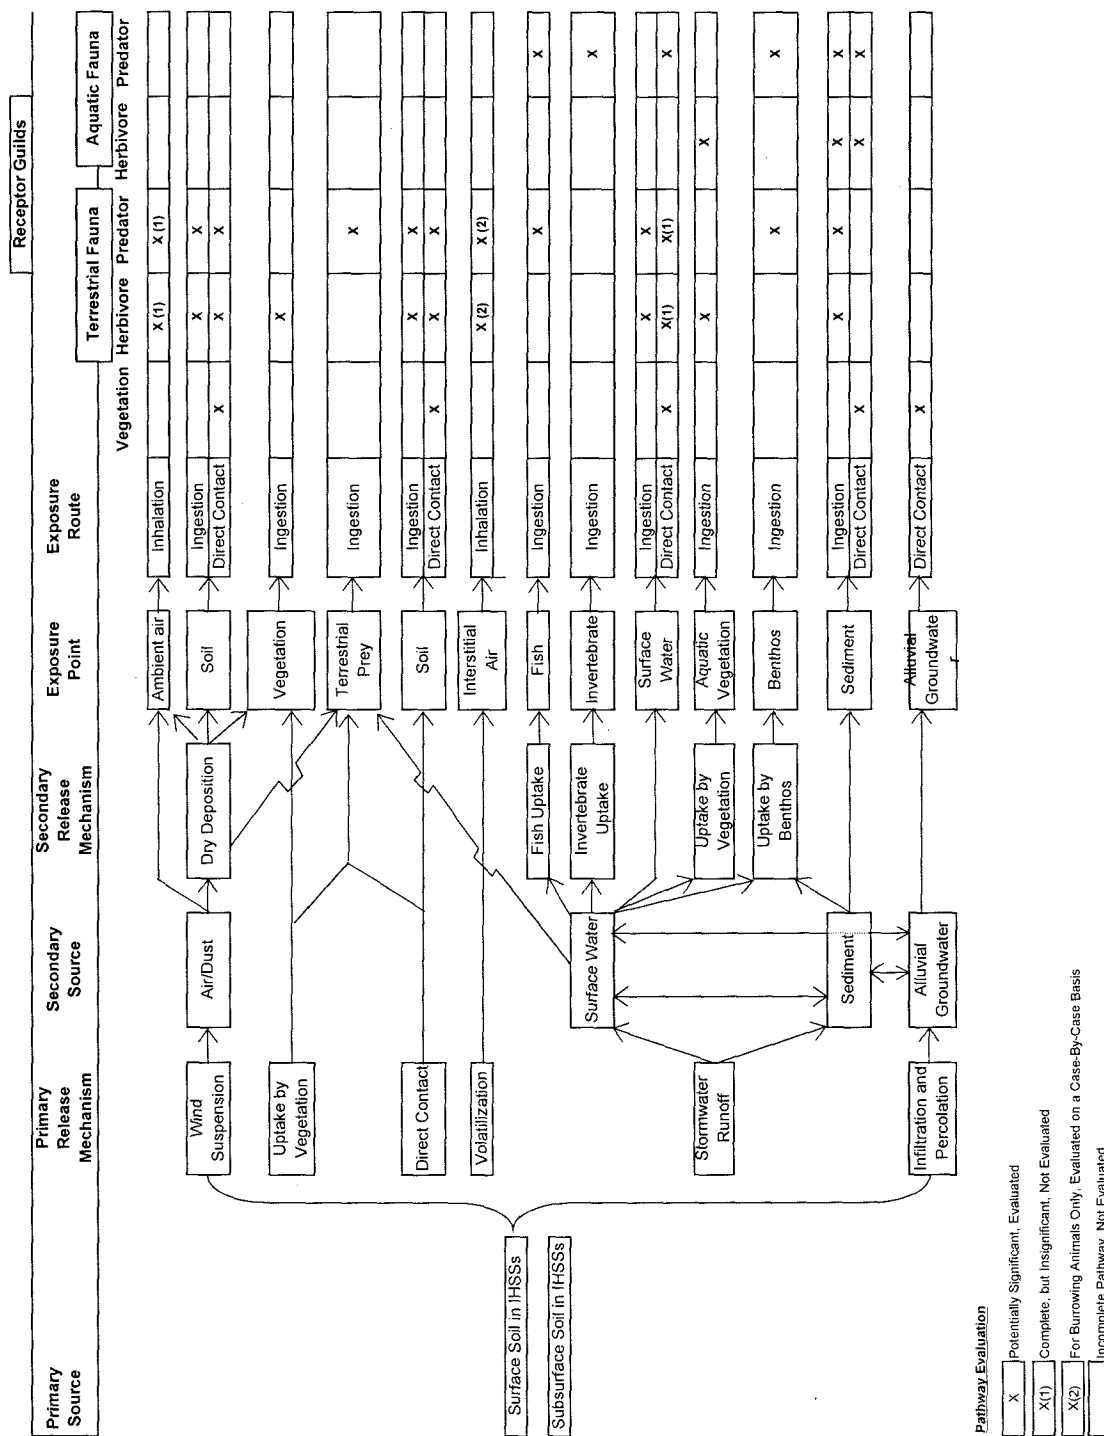 Receptor Guilds
Primary
Source
Primary
Release
Mechanism
Secondary
Source
Secondary
Release
Mechanism
Exposure
Point
Exposure
Route
Terrestrial Fauna
Aquatic Fauna
Vegetation Herbivore Predator Herbivore Predator
Surface Soil in IHSSs
Subsurface Soil in IHSSs
Wind
Suspension
Uptake by
Vegetation
Direct Contact
Volatilization
Stormwater
Runoff
Infiltration and
Percolation
Air/Dust
Surface Water
Sediment
Alluvial
Groundwater
Dry Deposition
Fish Uptake
Invertebrate
Uptake
Uptake by
Vegetation
Uptake by
Benthos
Ambient air
Inhalation X (1) X (1)
Soil
Ingestion X X
Direct Contact X X X
Vegetation
Ingestion X
Terrestrial
Prey
Ingestion X
Soil
Ingestion X X
Direct Contact X X X
Interstitial
Air
Inhalation X (2) X (2)
Fish
Ingestion X X
Invertebrate
Ingestion X
Surface
Water
Ingestion X X
Direct Contact X X(1) X(1) X
Aquatic
Vegetation
Ingestion X X
Benthos
Ingestion X X
Sediment
Ingestion X X X X
Direct Contact X X X
Alluvial
Groundwate
r
Direct Contact X
Pathway Evaluation
X Potentially Significant, Evaluated
X(1) Complete, but Insignificant, Not Evaluated
X(2) For Burrowing Animals Only, Evaluated on a Case-By-Case Basis
Incomplete Pathway, Not Evaluated